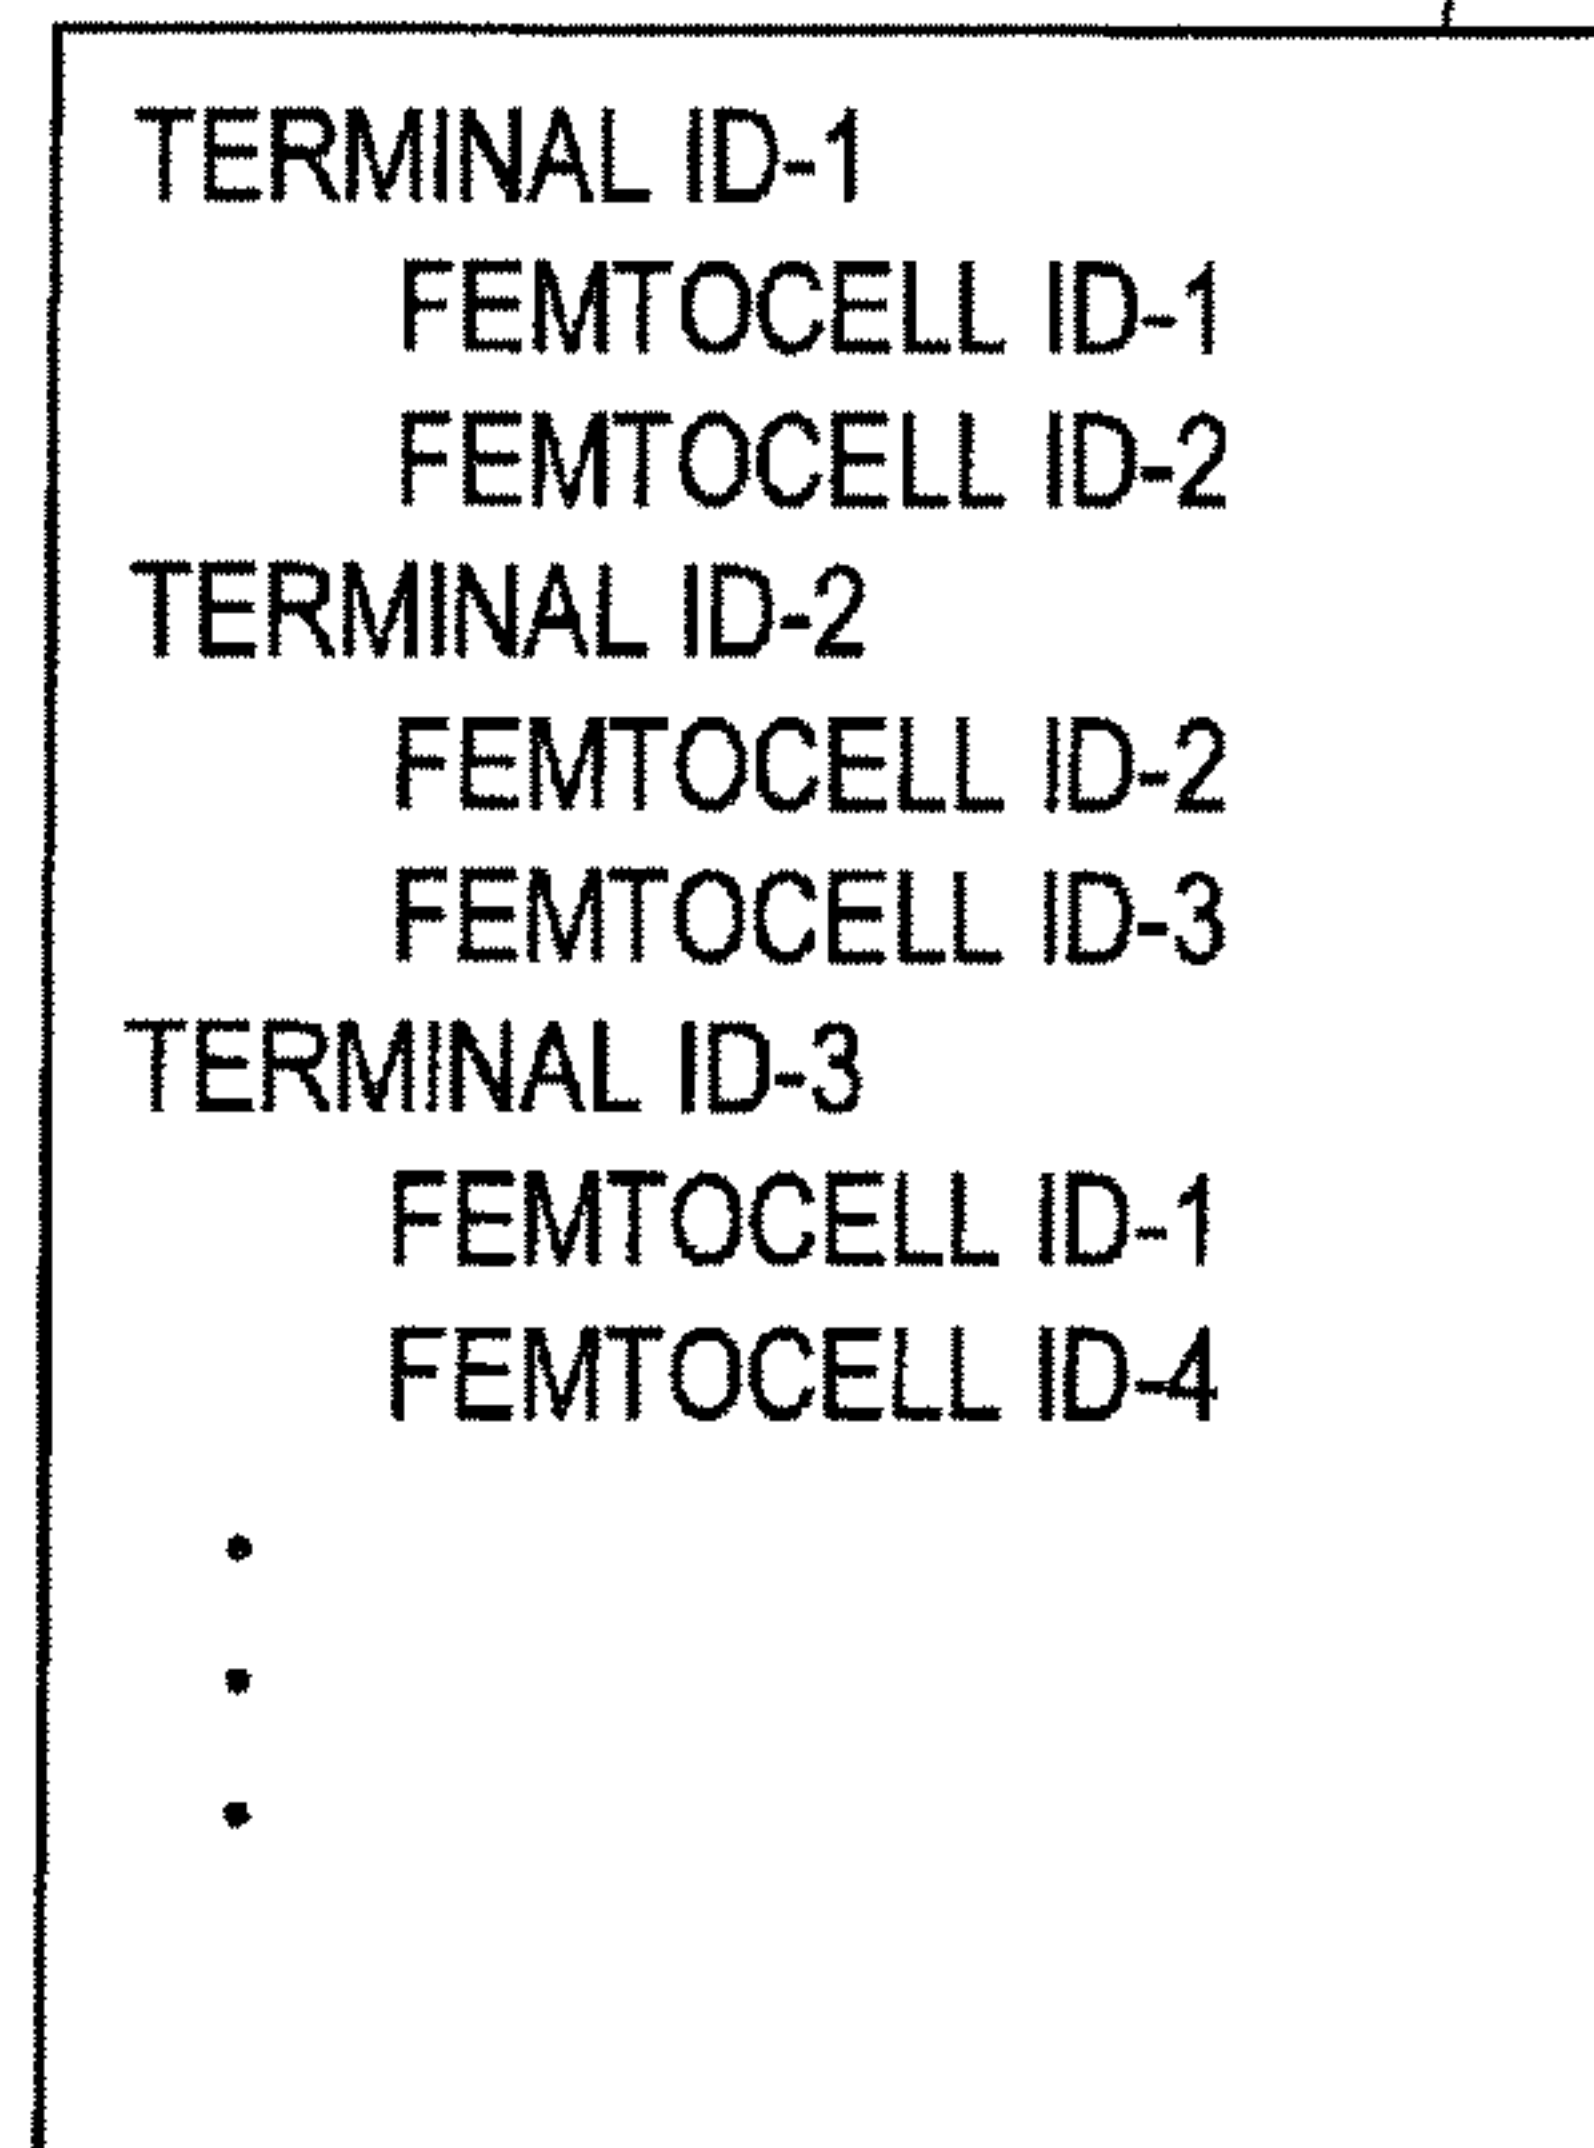 TERMINAL ID-1
FEMTOCELL ID-1
FEMTOCELL ID-2
TERMINAL ID-2
FEMTOCELL ID-2
FEMTOCELL ID-3
TERMINAL ID-3
FEMTOCELL ID-1
FEMTOCELL ID-4